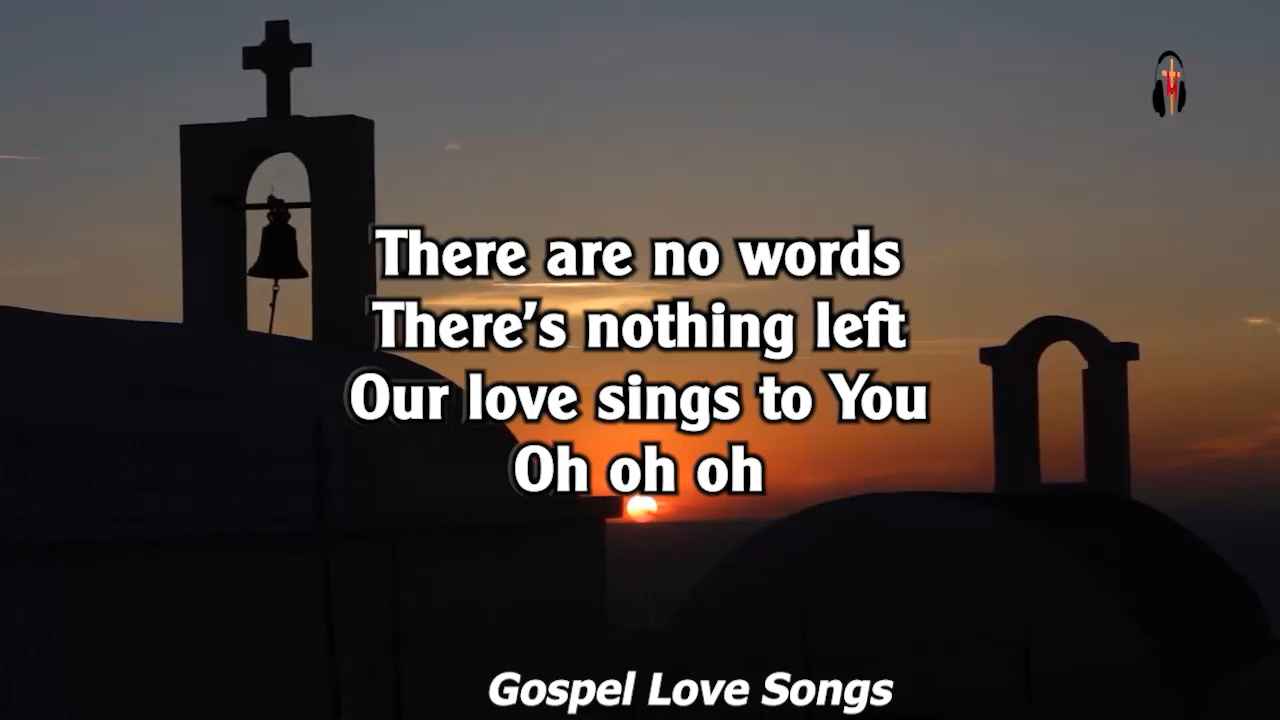 There are no words
There's nothing left
Our love sings to You
Oh oh oh
Gospel Love Songs